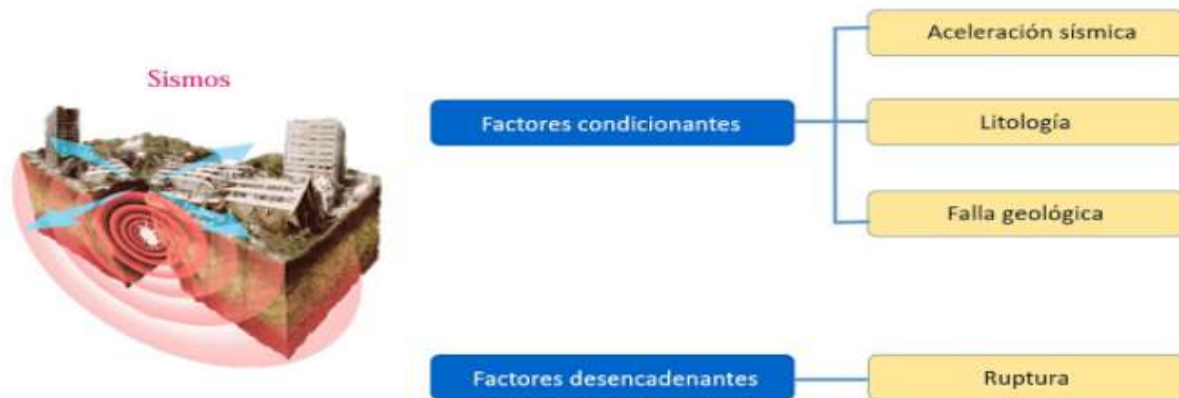 Sismos
Factores condicionantes
Aceleración sísmica
Litología
Falla geológica
Factores desencadenantes
Ruptura